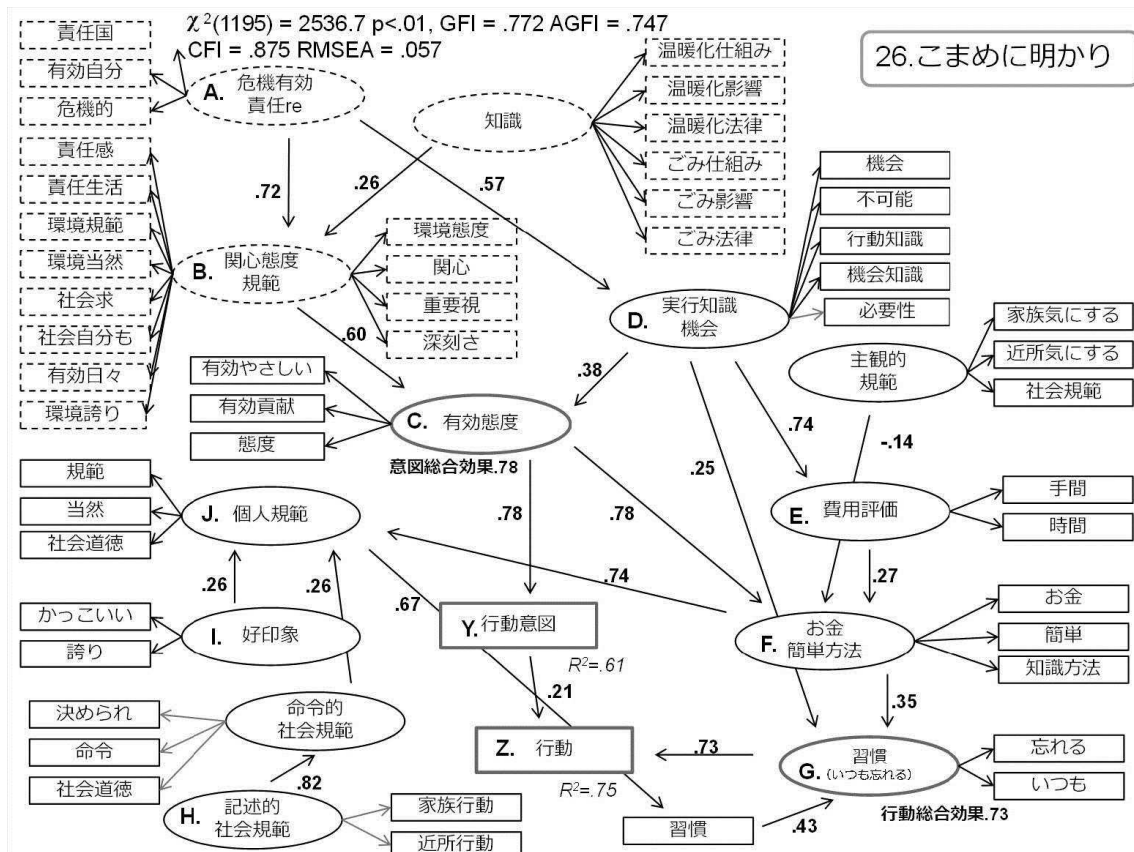 χ²(1195) = 2536.7 p<.01, GFI = .772 AGFI = .747
CFI = .875 RMSEA = .057
26.こまめに明かり
責任国
有効自分
危機的
A. 危機有効
責任re
知識
温暖化仕組み
温暖化影響
温暖化法律
ごみ仕組み
ごみ影響
ごみ法律
.72
.26
.57
責任感
責任生活
環境規範
環境当然
社会求
社会自分も
有効日々
環境誇り
B. 関心態度
規範
環境態度
関心
重要視
深刻さ
機会
不可能
行動知識
機会知識
必要性
D. 実行知識
機会
主観的
規範
家族気にする
近所気にする
社会規範
.60
.38
.74
-.14
.25
有効やさしい
有効貢献
態度
C. 有効態度
意図総合効果.78
規範
当然
社会道徳
J. 個人規範
.78
.78
E. 費用評価
手間
時間
.26
.26
.74
.67
.27
かっこいい
誇り
I. 好印象
Y. 行動意図
R²=.61
F. お金
簡単方法
お金
簡単
知識方法
.21
.35
決められ
命令
社会道徳
命令的
社会規範
Z. 行動
R²=.75
.73
G. 習慣
(いつも忘れる)
忘れる
いつも
行動総合効果.73
.82
H. 記述的
社会規範
家族行動
近所行動
習慣
.43